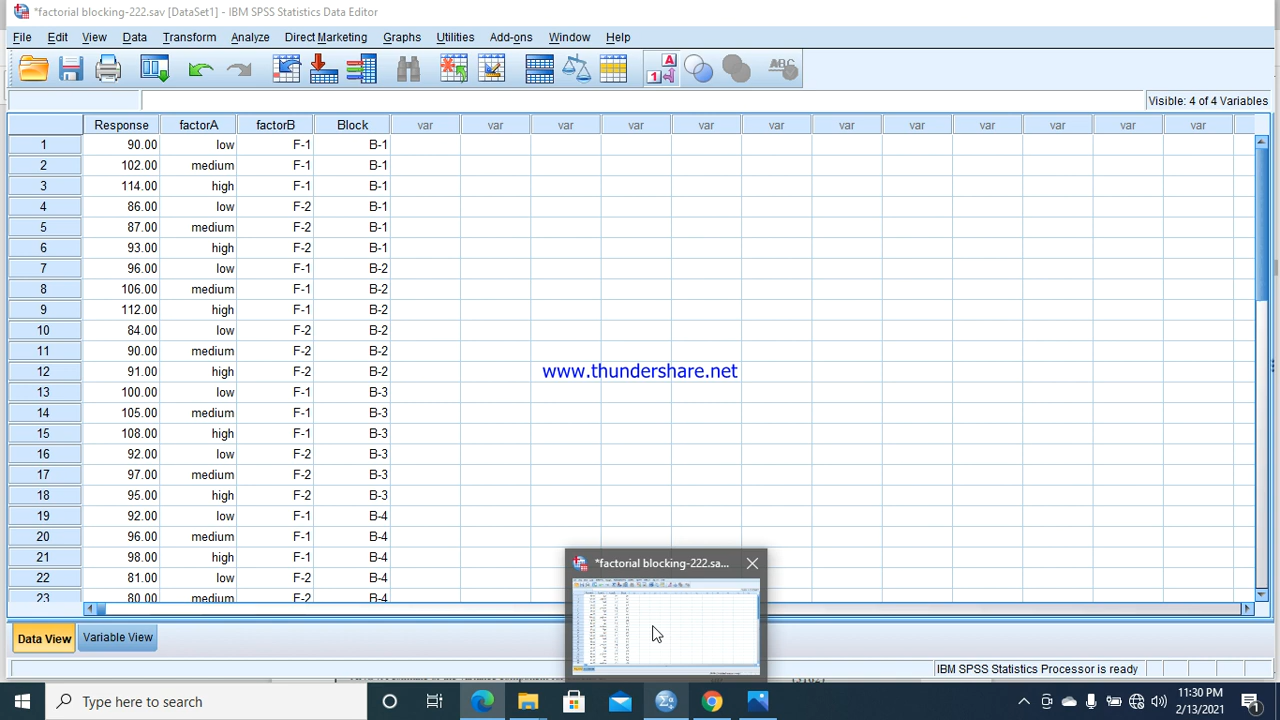 *factorial blocking-222.sav [DataSet1] - IBM SPSS Statistics Data Editor
File Edit View Data Transform Analyze Direct Marketing Graphs Utilities Add-ons Window Help
Visible: 4 of 4 Variables
Response factorA factorB Block var var var var var var var var var var var var
1 90.00 low F-1 B-1
2 102.00 medium F-1 B-1
3 114.00 high F-1 B-1
4 86.00 low F-2 B-1
5 87.00 medium F-2 B-1
6 93.00 high F-2 B-1
7 96.00 low F-1 B-2
8 106.00 medium F-1 B-2
9 112.00 high F-1 B-2
10 84.00 low F-2 B-2
11 90.00 medium F-2 B-2
12 91.00 high F-2 B-2
www.thundershare.net
13 100.00 low F-1 B-3
14 105.00 medium F-1 B-3
15 108.00 high F-1 B-3
16 92.00 low F-2 B-3
17 97.00 medium F-2 B-3
18 95.00 high F-2 B-3
19 92.00 low F-1 B-4
20 96.00 medium F-1 B-4
21 98.00 high F-1 B-4
22 81.00 low F-2 B-4
23 80.00 medium F-2 B-4
*factorial blocking-222.sa...
Data View Variable View
IBM SPSS Statistics Processor is ready
Type here to search
11:30 PM
2/13/2021